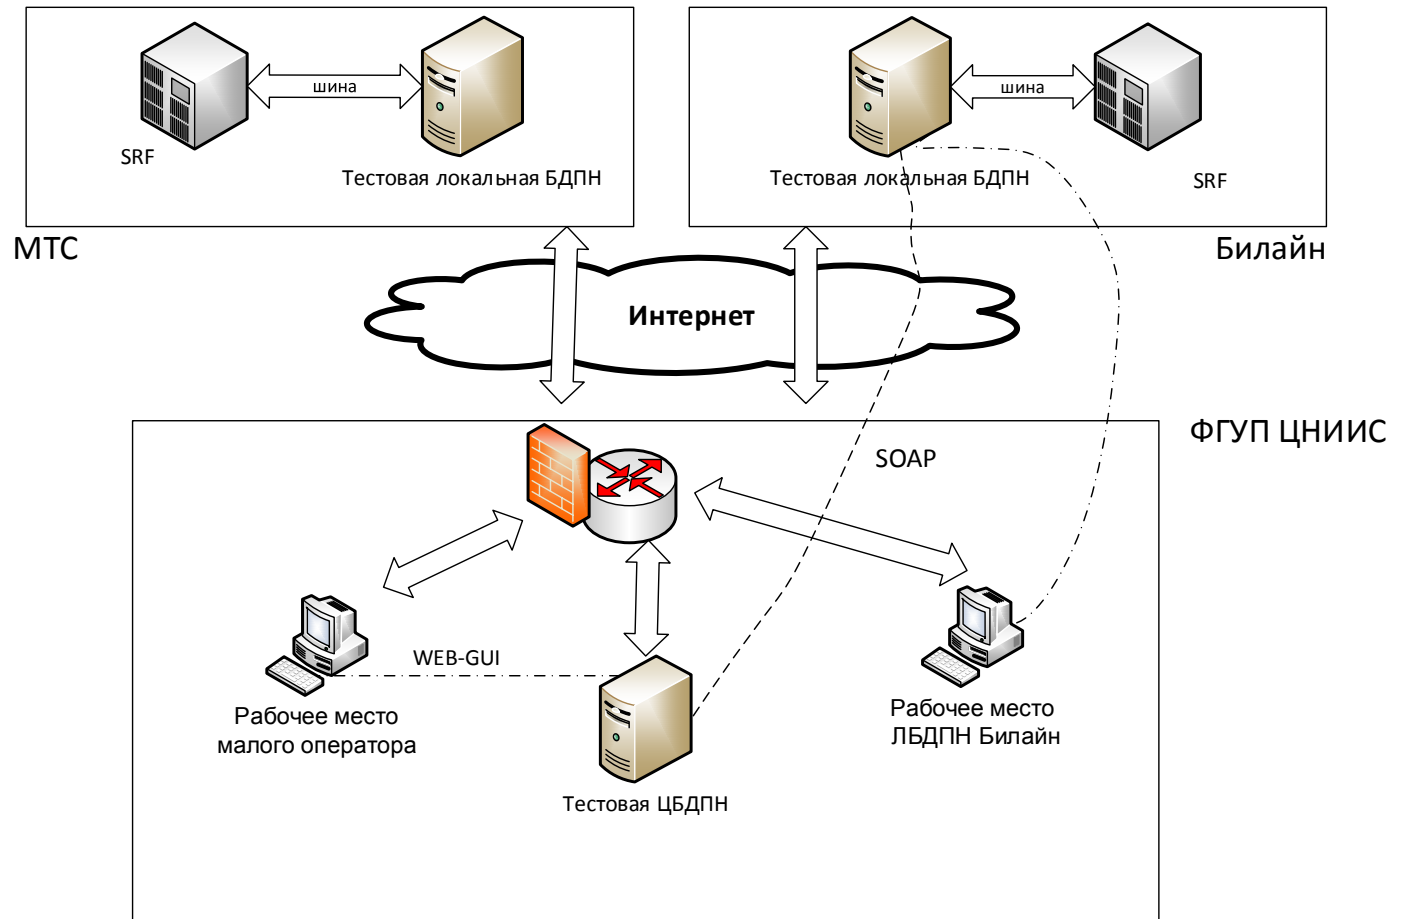 шина
SRF
Тестовая локальная БДПН
МТС
шина
Тестовая локальная БДПН
SRF
Билайн
Интернет
ФГУП ЦНИИС
SOAP
WEB-GUI
Рабочее место
малого оператора
Тестовая ЦБДПН
Рабочее место
ЛБДПН Билайн